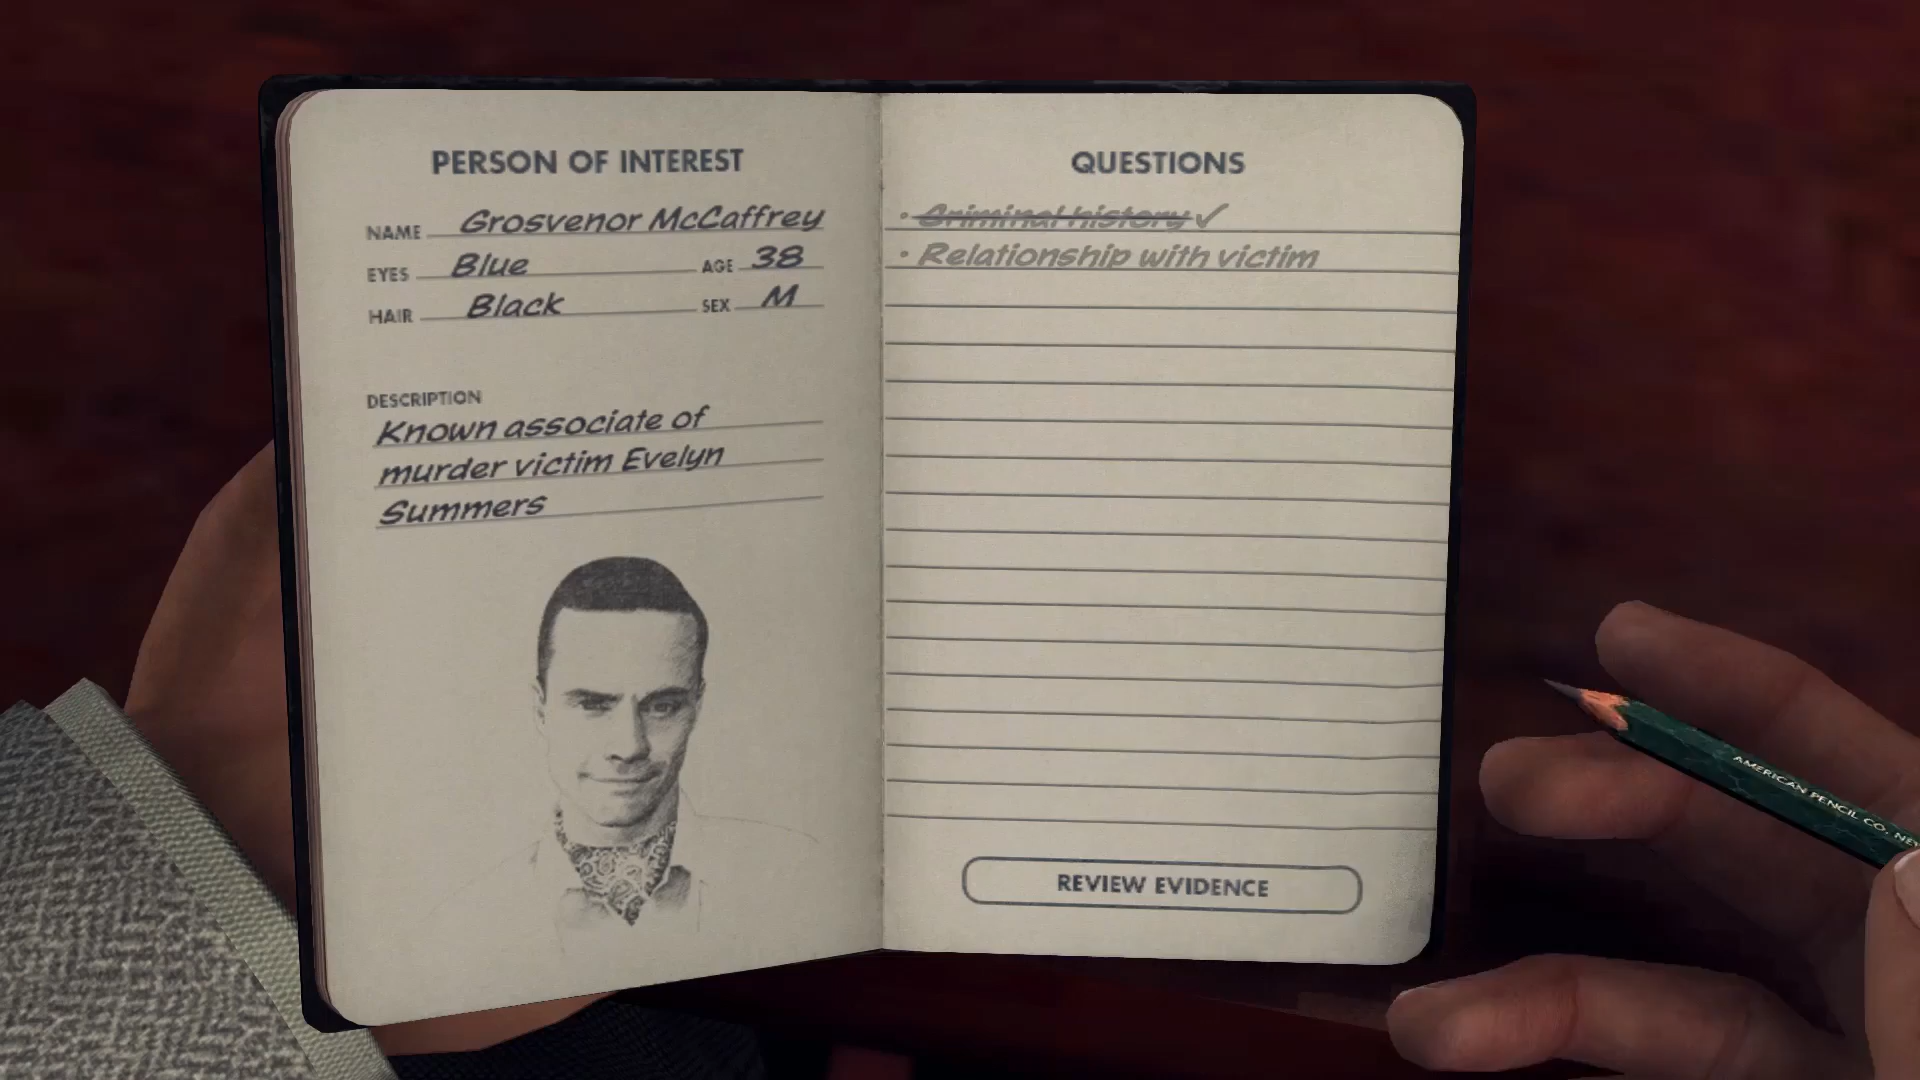 PERSON OF INTEREST
NAME Grosvenor McCaffrey
EYES Blue AGE 38
HAIR Black SEX M
DESCRIPTION
Known associate of
murder victim Evelyn
Summers
QUESTIONS
• Criminal history ✓
• Relationship with victim
REVIEW EVIDENCE
AMERICAN PENCIL CO. NE